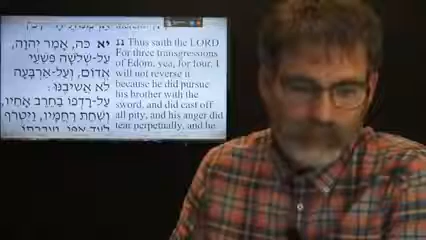 יא כֹּה, אָמַר יְהוָה,
עַל-שְׁלֹשָׁה פִּשְׁעֵי
אֱדוֹם, וְעַל-אַרְבָּעָה
לֹא אֲשִׁיבֶנּוּ:
עַל-רָדְפוֹ בַחֶרֶב אָחִיו,
וְשִׁחֵת רַחֲמָיו, וַיִּטְרֹף
לָעַד אַפּוֹ,
11 Thus saith the LORD
For three transgressions
of Edom, yea, for four, I
will not reverse it
because he did pursue
his brother with the
sword, and did cast off
all pity, and his anger did
tear perpetually, and he